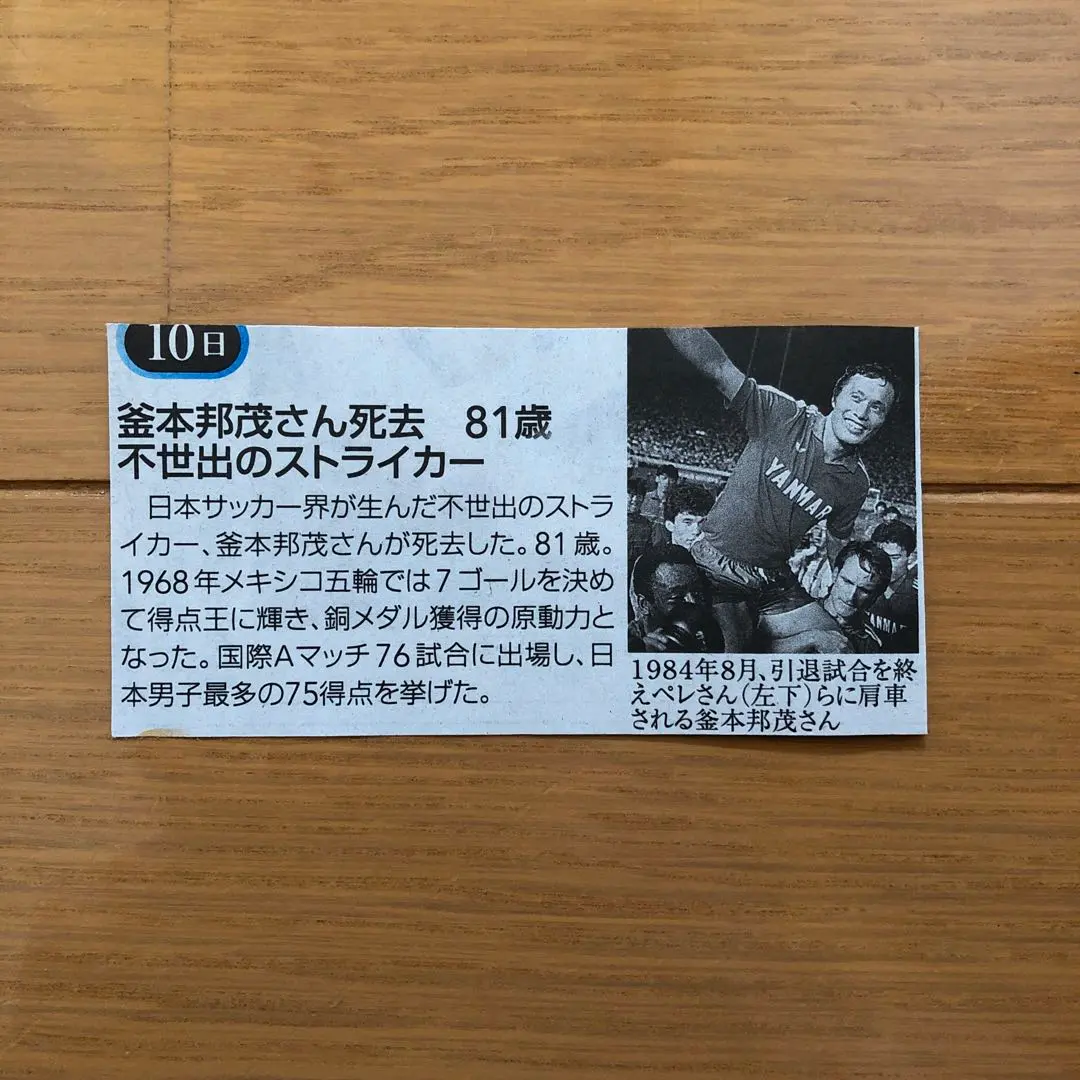 10日
釜本邦茂さん死去　81歳
不世出のストライカー
　日本サッカー界が生んだ不世出のストラ
イカー、釜本邦茂さんが死去した。81歳。
1968年メキシコ五輪では7ゴールを決め
て得点王に輝き、銅メダル獲得の原動力と
なった。国際Aマッチ76試合に出場し、日
本男子最多の75得点を挙げた。
YANMAR
1984年8月、引退試合を終
えペレさん(左下)らに肩車
される釜本邦茂さん